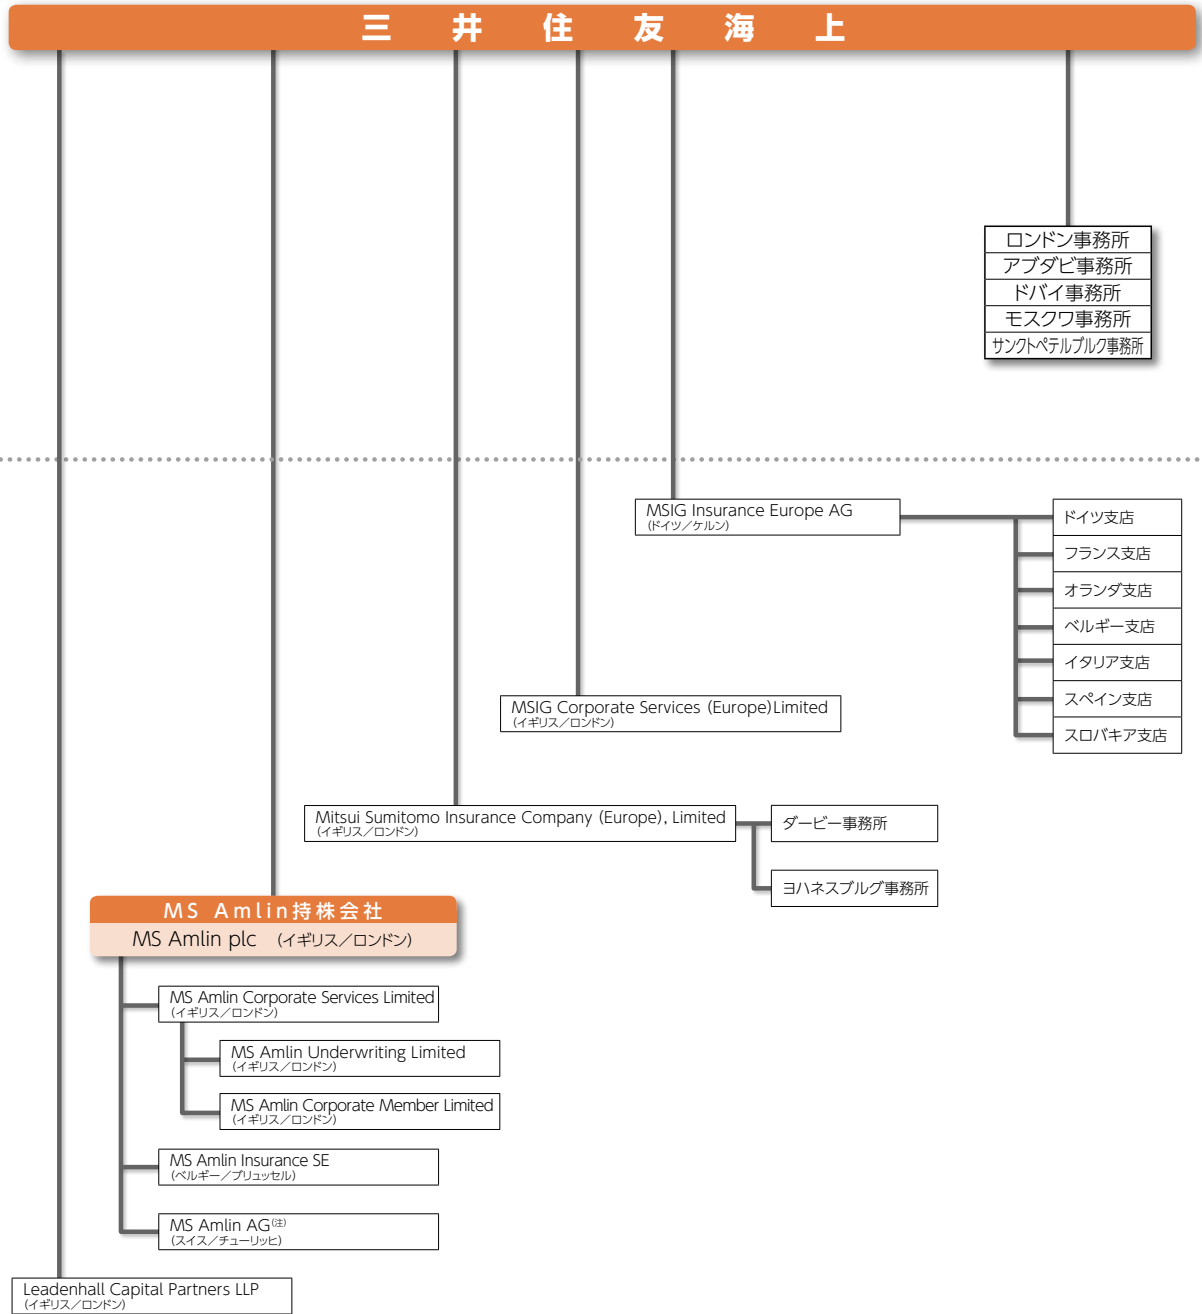 三井住友海上
ロンドン事務所
アブダビ事務所
ドバイ事務所
モスクワ事務所
サンクトペテルブルク事務所
MSIG Insurance Europe AG
(ドイツ/ケルン)
ドイツ支店
フランス支店
オランダ支店
ベルギー支店
イタリア支店
スペイン支店
スロバキア支店
MSIG Corporate Services (Europe)Limited
(イギリス/ロンドン)
Mitsui Sumitomo Insurance Company (Europe), Limited
(イギリス/ロンドン)
ダービー事務所
ヨハネスブルグ事務所
MS Amlin持株会社
MS Amlin plc (イギリス/ロンドン)
MS Amlin Corporate Services Limited
(イギリス/ロンドン)
MS Amlin Underwriting Limited
(イギリス/ロンドン)
MS Amlin Corporate Member Limited
(イギリス/ロンドン)
MS Amlin Insurance SE
(ベルギー/ブリュッセル)
MS Amlin AG(注)
(スイス/チューリッヒ)
Leadenhall Capital Partners LLP
(イギリス/ロンドン)